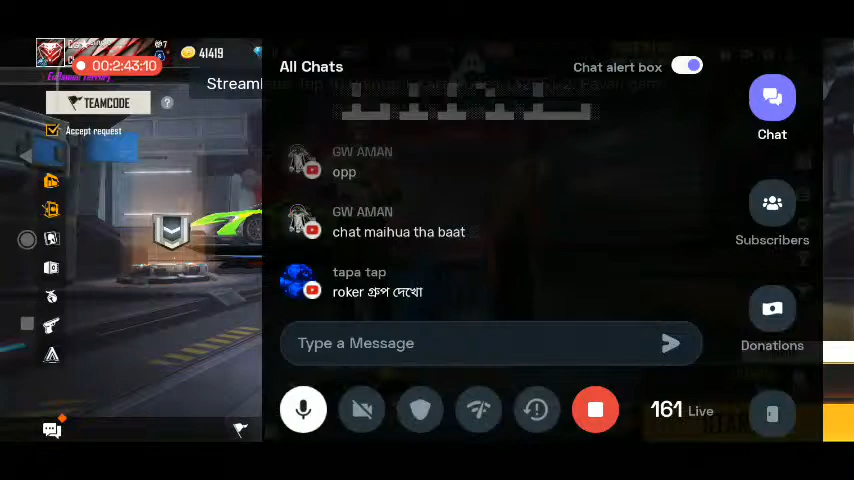 41419
00:2:43:10
All Chats
Chat alert box
Streaml
TEAMCODE
?
Accept request
Chat
GW AMAN
opp
GW AMAN
chat maihua tha baat
Subscribers
tapa tap
roker গ্রুপ দেখো
Type a Message
Donations
161 Live